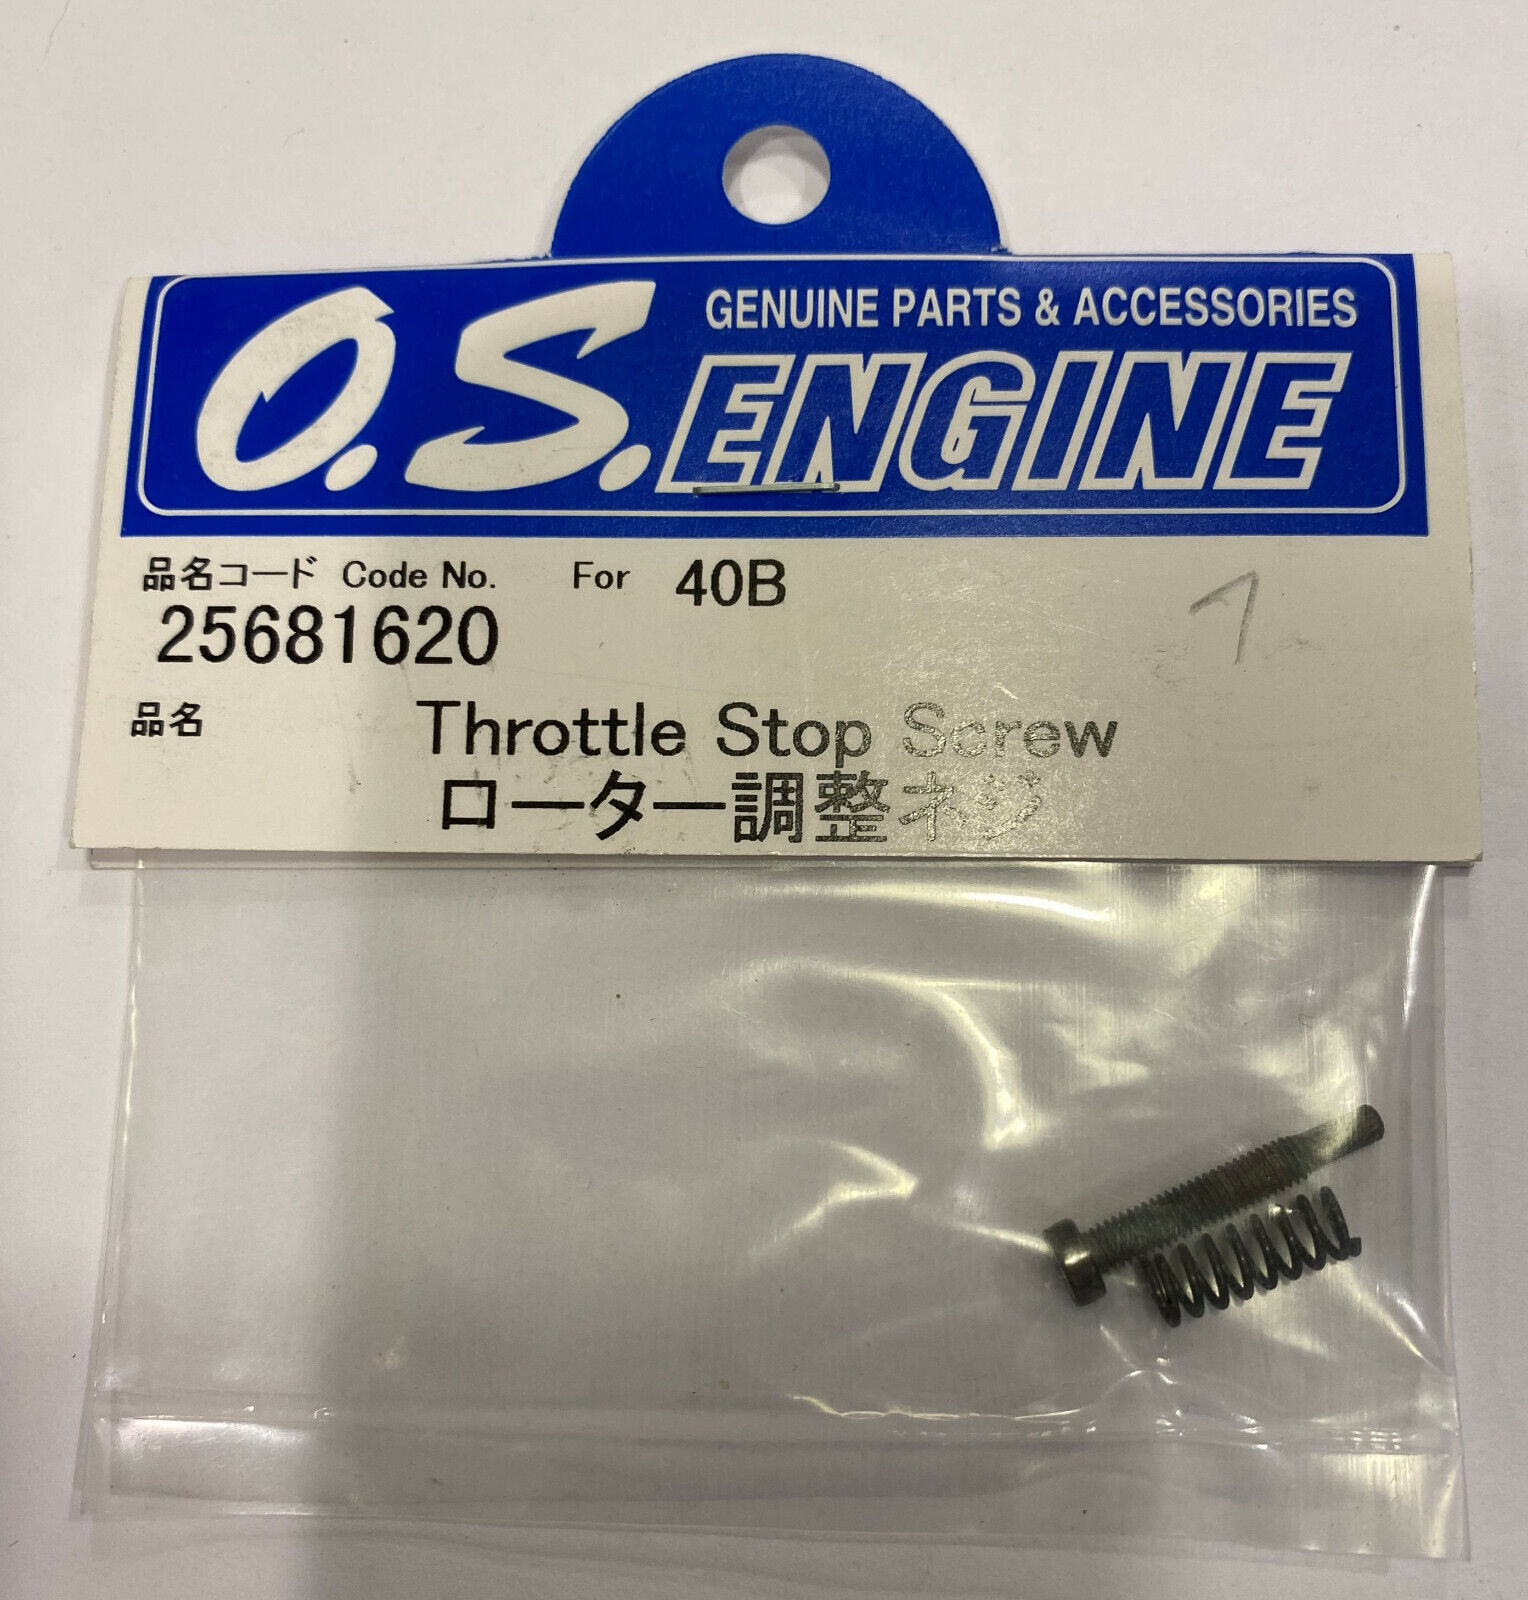 GENUINE PARTS & ACCESSORIES
O.S. ENGINE
品名コード Code No. For 40B
25681620
品名 Throttle Stop Screw
ローター調整ネジ